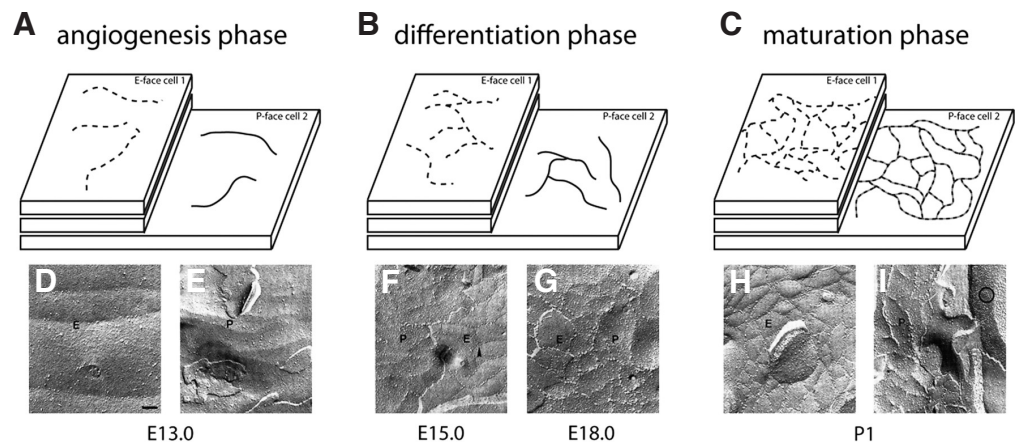 A angiogenesis phase
B differentiation phase
C maturation phase
E-face cell 1
P-face cell 2
E-face cell 1
P-face cell 2
E-face cell 1
P-face cell 2
D
E
E
P
F
P
E
G
E
P
H
E
I
P
E13.0
E15.0
E18.0
P1